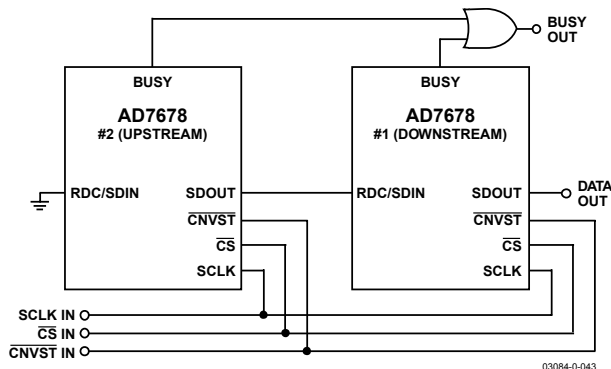 BUSY
OUT
BUSY
AD7678
#2 (UPSTREAM)
RDC/SDIN
SDOUT
CNVST
CS
SCLK
BUSY
AD7678
#1 (DOWNSTREAM)
RDC/SDIN
SDOUT
CNVST
CS
SCLK
DATA
OUT
SCLK IN
CS IN
CNVST IN
03084-0-043